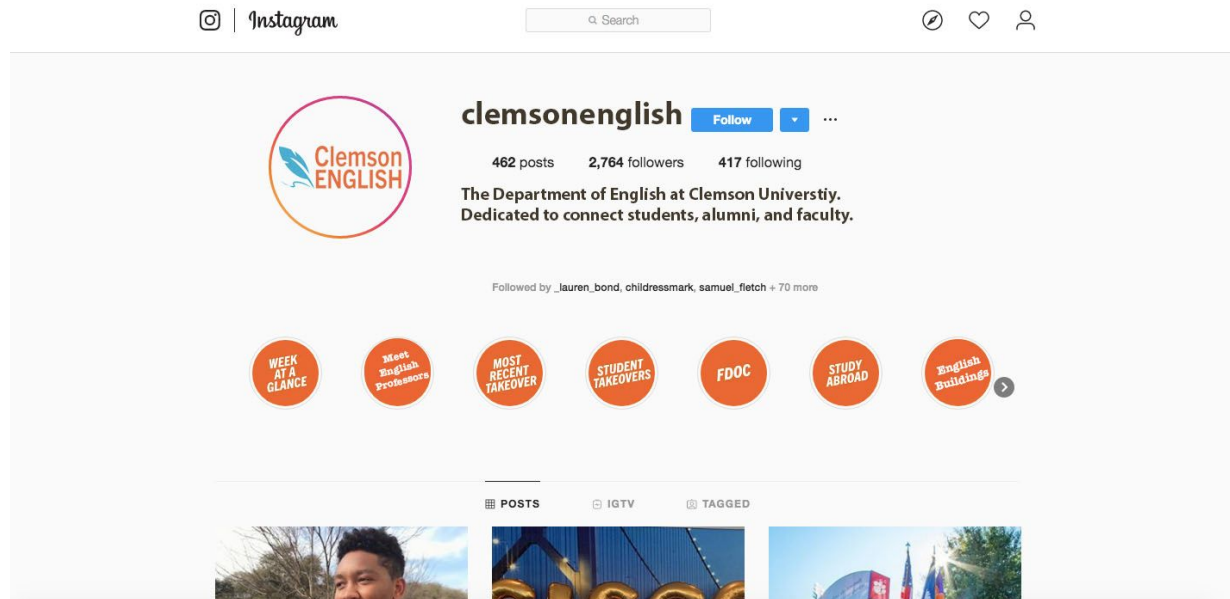 Instagram
Search
clemsonenglish Follow ...
Clemson
ENGLISH
462 posts 2,764 followers 417 following
The Department of English at Clemson Universtiy.
Dedicated to connect students, alumni, and faculty.
Followed by _lauren_bond, childressmark, samuel_fletch + 70 more
WEEK
AT A
GLANCE
Meet
English
Professors
MOST
RECENT
TAKEOVER
STUDENT
TAKEOVERS
FDOC
STUDY
ABROAD
English
Buildings
POSTS IGTV TAGGED